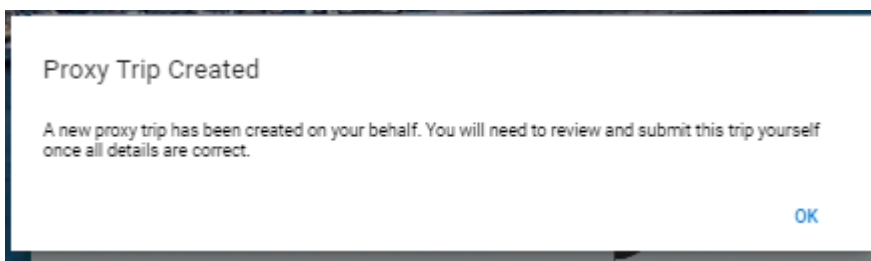 Proxy Trip Created
A new proxy trip has been created on your behalf. You will need to review and submit this trip yourself
once all details are correct.
OK